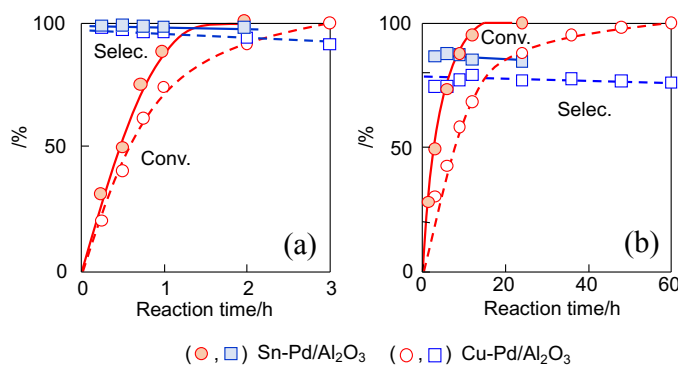 /%
100
50
0
Selec.
Conv.
(a)
0
1
2
3
Reaction time/h
/%
100
50
0
Conv.
Selec.
(b)
0
20
40
60
Reaction time/h
( , ) Sn-Pd/Al₂O₃ ( , ) Cu-Pd/Al₂O₃